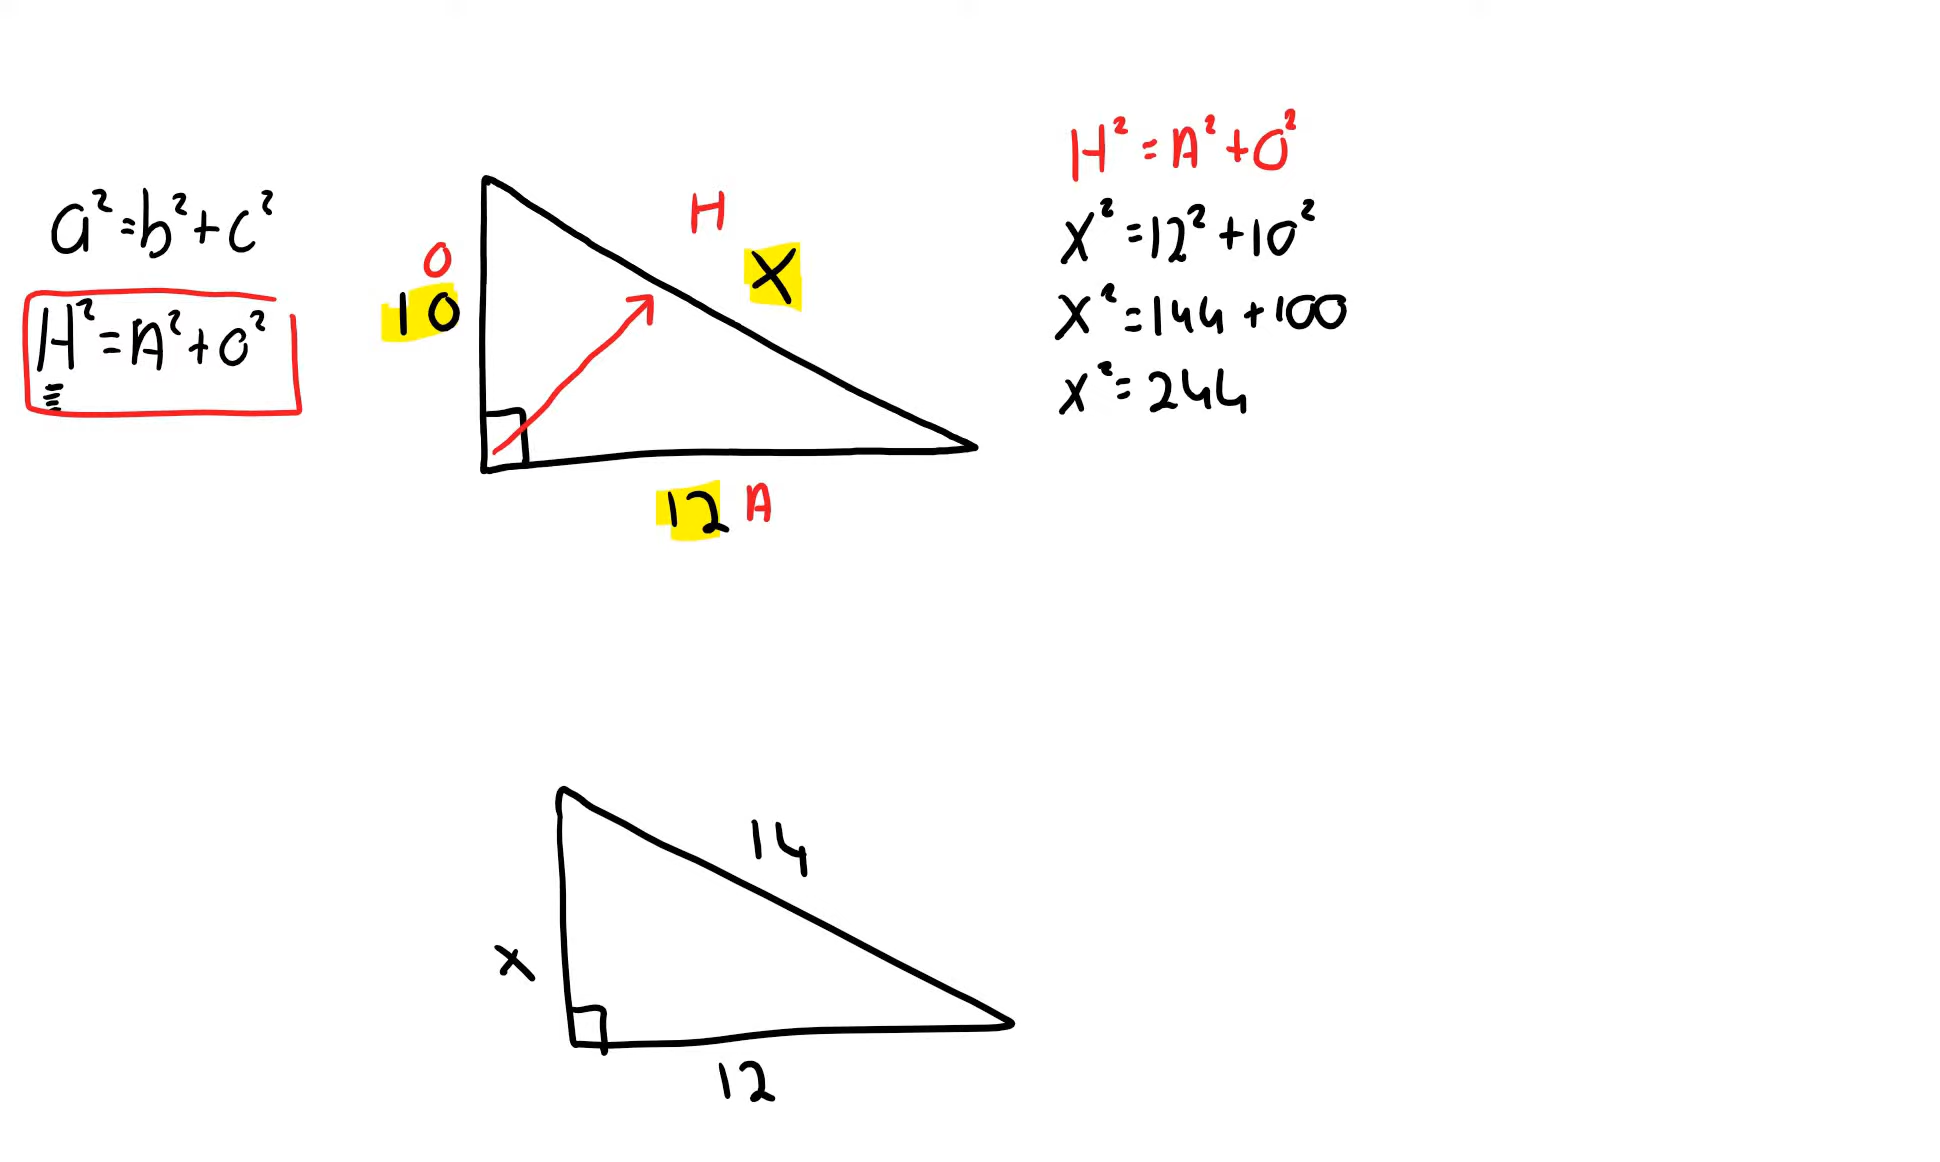 a²=b²+c²
H²=A²+O²
O
10
H
X
12 A
H²=A²+O²
X²=12²+10²
X²=144+100
X²=244
14
x
12